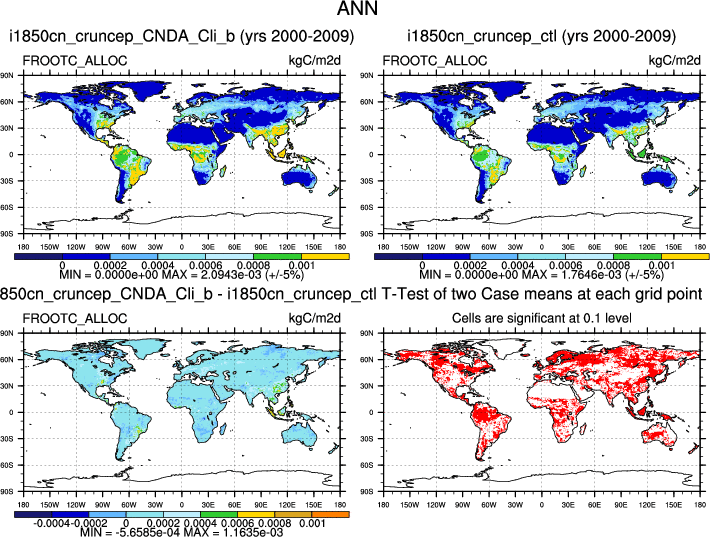 ANN
i1850cn_cruncep_CNDA_Cli_b (yrs 2000-2009)
i1850cn_cruncep_ctl (yrs 2000-2009)
FROOTC_ALLOC kgC/m2d
FROOTC_ALLOC kgC/m2d
90N
60N
30N
0
30S
60S
90S
180 150W 120W 90W 60W 30W 0 30E 60E 90E 120E 150E 180
90N
60N
30N
0
30S
60S
90S
180 150W 120W 90W 60W 30W 0 30E 60E 90E 120E 150E 180
0 0.0002 0.0004 0.0006 0.0008 0.001
MIN = 0.0000e+00 MAX = 2.0943e-03 (+/-5%)
0 0.0002 0.0004 0.0006 0.0008 0.001
MIN = 0.0000e+00 MAX = 1.7646e-03 (+/-5%)
850cn_cruncep_CNDA_Cli_b - i1850cn_cruncep_ctl
T-Test of two Case means at each grid point
FROOTC_ALLOC kgC/m2d
Cells are significant at 0.1 level
90N
60N
30N
0
30S
60S
90S
180 150W 120W 90W 60W 30W 0 30E 60E 90E 120E 150E 180
90N
60N
30N
0
30S
60S
90S
180 150W 120W 90W 60W 30W 0 30E 60E 90E 120E 150E 180
-0.0004 -0.0002 0 0.0002 0.0004 0.0006 0.0008 0.001
MIN = -5.6585e-04 MAX = 1.1635e-03